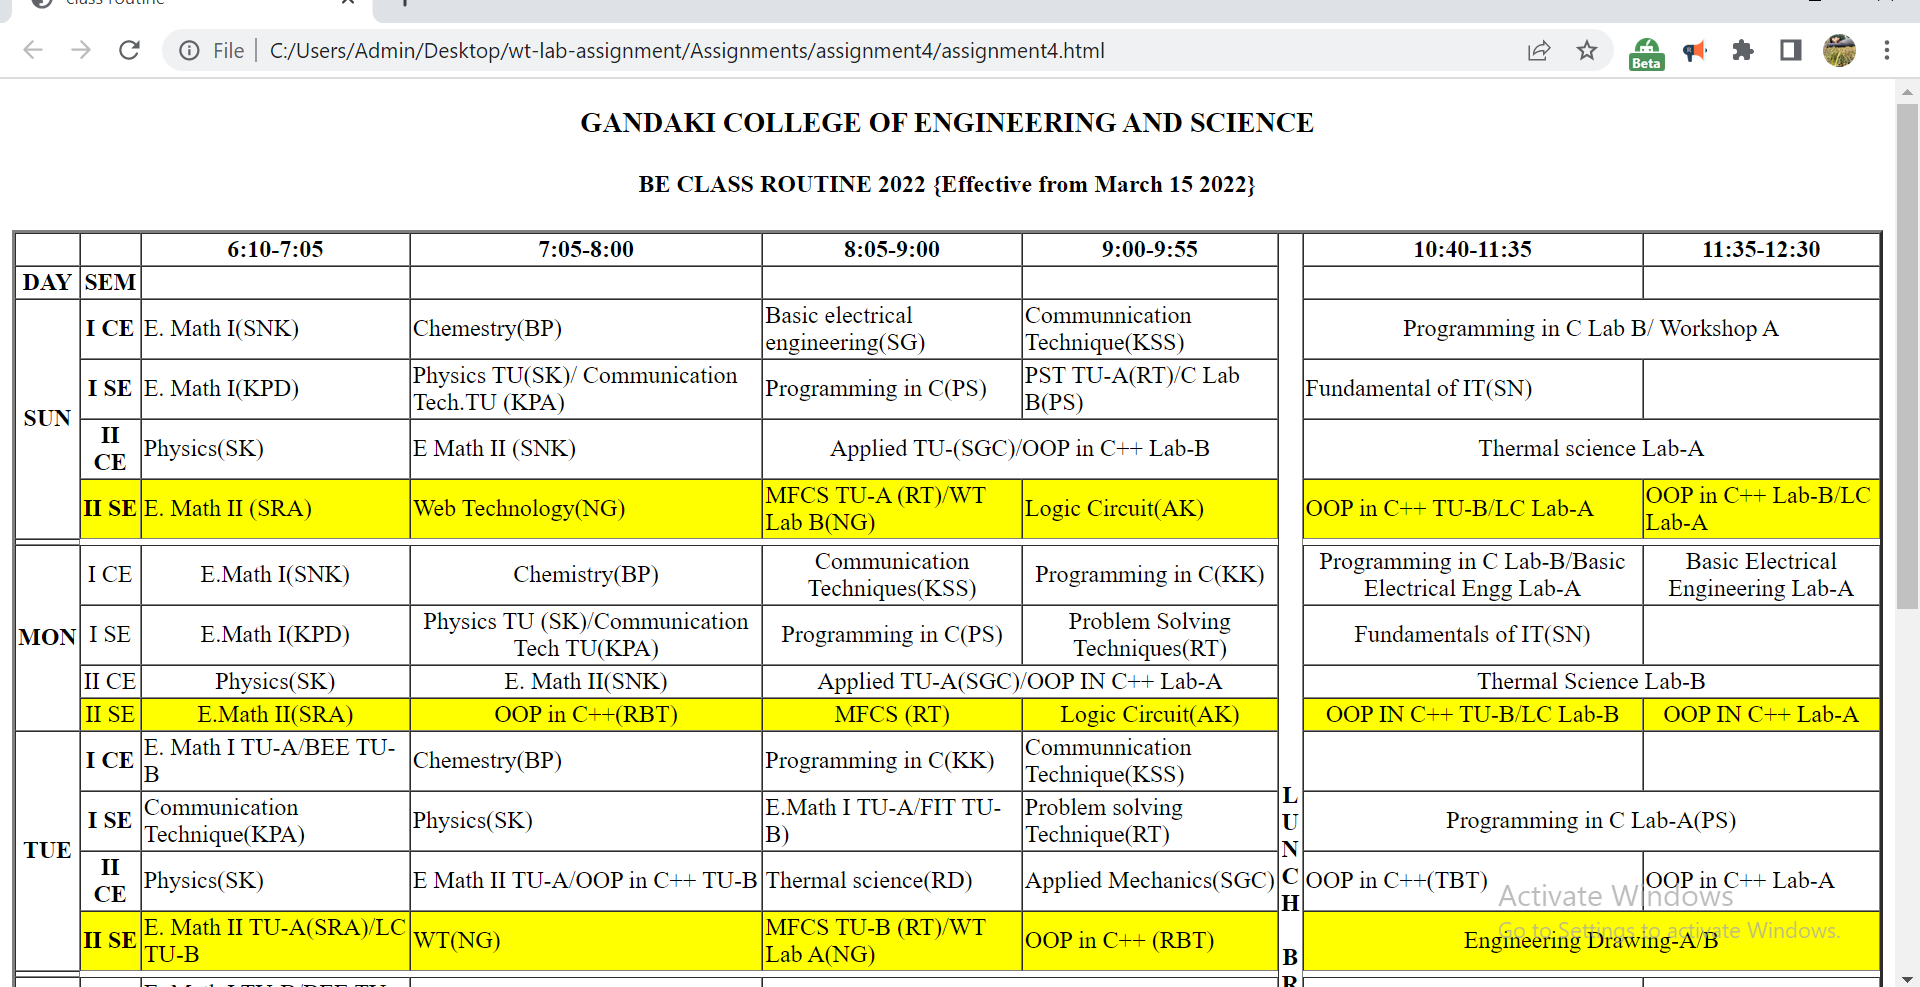 class routine
File
C:/Users/Admin/Desktop/wt-lab-assignment/Assignments/assignment4/assignment4.html
Beta
GANDAKI COLLEGE OF ENGINEERING AND SCIENCE
BE CLASS ROUTINE 2022 {Effective from March 15 2022}
6:10-7:05 7:05-8:00 8:05-9:00 9:00-9:55 10:40-11:35 11:35-12:30
DAY SEM
SUN
I CE
E. Math I(SNK)
Chemestry(BP)
Basic electrical
engineering(SG)
Communnication
Technique(KSS)
Programming in C Lab B/ Workshop A
I SE
E. Math I(KPD)
Physics TU(SK)/ Communication
Tech.TU (KPA)
Programming in C(PS)
PST TU-A(RT)/C Lab
B(PS)
Fundamental of IT(SN)
II
CE
Physics(SK)
E Math II (SNK)
Applied TU-(SGC)/OOP in C++ Lab-B
Thermal science Lab-A
II SE
E. Math II (SRA)
Web Technology(NG)
MFCS TU-A (RT)/WT
Lab B(NG)
Logic Circuit(AK)
OOP in C++ TU-B/LC Lab-A
OOP in C++ Lab-B/LC
Lab-A
MON
I CE
E.Math I(SNK)
Chemistry(BP)
Communication
Techniques(KSS)
Programming in C(KK)
Programming in C Lab-B/Basic
Electrical Engg Lab-A
Basic Electrical
Engineering Lab-A
I SE
E.Math I(KPD)
Physics TU (SK)/Communication
Tech TU(KPA)
Programming in C(PS)
Problem Solving
Techniques(RT)
Fundamentals of IT(SN)
II CE
Physics(SK)
E. Math II(SNK)
Applied TU-A(SGC)/OOP IN C++ Lab-A
Thermal Science Lab-B
II SE
E.Math II(SRA)
OOP in C++(RBT)
MFCS (RT)
Logic Circuit(AK)
OOP IN C++ TU-B/LC Lab-B
OOP IN C++ Lab-A
TUE
I CE
E. Math I TU-A/BEE TU-
B
Chemestry(BP)
Programming in C(KK)
Communnication
Technique(KSS)
I SE
Communication
Technique(KPA)
Physics(SK)
E.Math I TU-A/FIT TU-
B)
Problem solving
Technique(RT)
Programming in C Lab-A(PS)
II
CE
Physics(SK)
E Math II TU-A/OOP in C++ TU-B
Thermal science(RD)
Applied Mechanics(SGC)
OOP in C++(TBT)
OOP in C++ Lab-A
II SE
E. Math II TU-A(SRA)/LC
TU-B
WT(NG)
MFCS TU-B (RT)/WT
Lab A(NG)
OOP in C++ (RBT)
Engineering Drawing-A/B
L
U
N
C
H
B
R
Activate Windows
Go to Settings to activate Windows.
E. Math I TU-B/BEE TU-